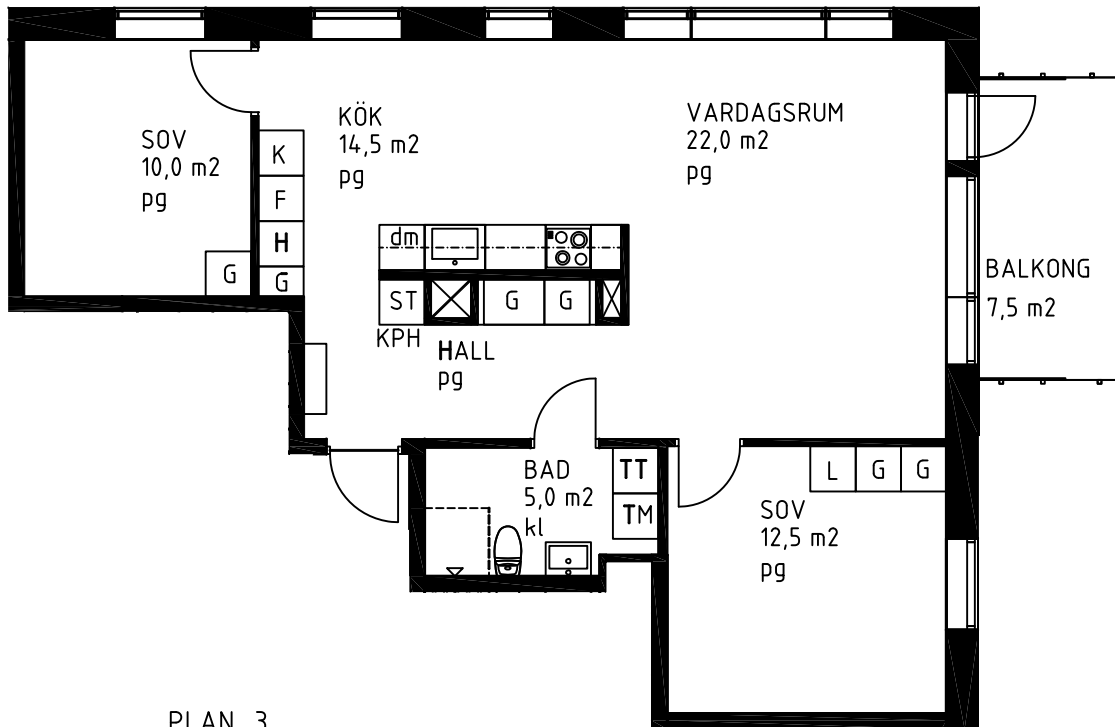 SOV
10,0 m2
pg
KÖK
14,5 m2
pg
VARDAGSRUM
22,0 m2
pg
K
F
H
G
G
dm
ST
G
G
KPH
HALL
pg
BALKONG
7,5 m2
BAD
5,0 m2
kl
TT
TM
L
G
G
SOV
12,5 m2
pg
PLAN 3